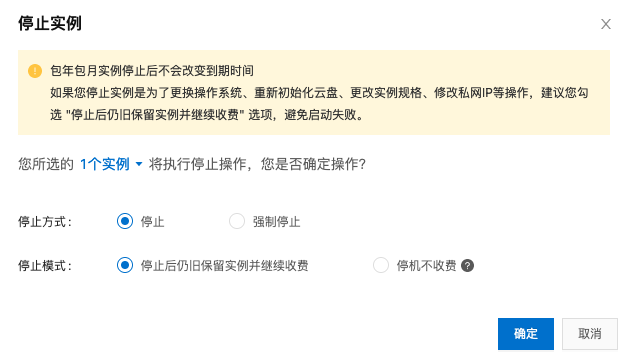 停止实例
包年包月实例停止后不会改变到期时间
如果您停止实例是为了更换操作系统、重新初始化云盘、更改实例规格、修改私网IP等操作，建议您勾
选 "停止后仍旧保留实例并继续收费" 选项，避免启动失败。
您所选的 1个实例 将执行停止操作，您是否确定操作？
停止方式： 停止 强制停止
停止模式： 停止后仍旧保留实例并继续收费 停机不收费 ?
确定 取消